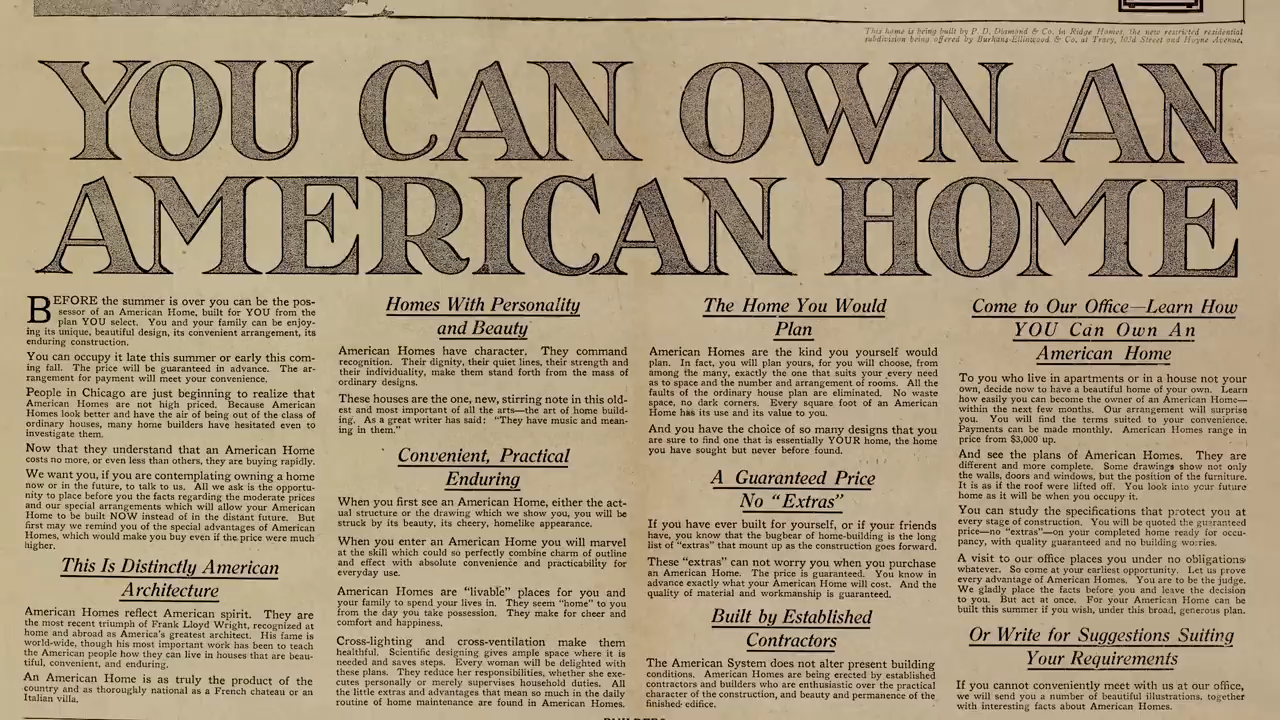 This home is being built by P. D. Diamond & Co. in Ridge Homes, the new restricted residential
subdivision being offered by Burhans-Ellinwood & Co. at Tracy, 103d Street and Hoyne Avenue.
YOU CAN OWN AN
AMERICAN HOME
BEFORE the summer is over you can be the pos-
sessor of an American Home, built for YOU from the
plan YOU select. You and your family can be enjoy-
ing its unique, beautiful design, its convenient arrangement, its
enduring construction.
You can occupy it late this summer or early this com-
ing fall. The price will be guaranteed in advance. The ar-
rangement for payment will meet your convenience.
People in Chicago are just beginning to realize that
American Homes are not high priced. Because American
Homes look better and have the air of being out of the class of
ordinary houses, many home builders have hesitated even to
investigate them.
Now that they understand that an American Home
costs no more, or even less than others, they are buying rapidly.
We want you, if you are contemplating owning a home
now or in the future, to talk to us. All we ask is the opportu-
nity to place before you the facts regarding the moderate prices
and our special arrangements which will allow your American
Home to be built NOW instead of in the distant future. But
first may we remind you of the special advantages of American
Homes, which would make you buy even if the price were much
higher.
This Is Distinctly American
Architecture
American Homes reflect American spirit. They are
the most recent triumph of Frank Lloyd Wright, recognized at
home and abroad as America's greatest architect. His fame is
world-wide, though his most important work has been to teach
the American people how they can live in houses that are beau-
tiful, convenient, and enduring.
An American Home is as truly the product of the
country and as thoroughly national as a French chateau or an
Italian villa.
Homes With Personality
and Beauty
American Homes have character. They command
recognition. Their dignity, their quiet lines, their strength and
their individuality, make them stand forth from the mass of
ordinary designs.
These houses are the one, new, stirring note in this old-
est and most important of all the arts—the art of home build-
ing. As a great writer has said: "They have music and mean-
ing in them."
Convenient, Practical
Enduring
When you first see an American Home, either the act-
ual structure or the drawing which we show you, you will be
struck by its beauty, its cheery, homelike appearance.
When you enter an American Home you will marvel
at the skill which could so perfectly combine charm of outline
and effect with absolute convenience and practicability for
everyday use.
American Homes are "livable" places for you and
your family to spend your lives in. They seem "home" to you
from the day you take possession. They make for cheer and
comfort and happiness.
Cross-lighting and cross-ventilation make them
healthful. Scientific designing gives ample space where it is
needed and saves steps. Every woman will be delighted with
these plans. They reduce her responsibilities, whether she exe-
cutes personally or merely supervises household duties. All
the little extras and advantages that mean so much in the daily
routine of home maintenance are found in American Homes.
The Home You Would
Plan
American Homes are the kind you yourself would
plan. In fact, you will plan yours, for you will choose, from
among the many, exactly the one that suits your every need
as to space and the number and arrangement of rooms. All the
faults of the ordinary house plan are eliminated. No waste
space, no dark corners. Every square foot of an American
Home has its use and its value to you.
And you have the choice of so many designs that you
are sure to find one that is essentially YOUR home, the home
you have sought but never before found.
A Guaranteed Price
No "Extras"
If you have ever built for yourself, or if your friends
have, you know that the bugbear of home-building is the long
list of "extras" that mount up as the construction goes forward.
These "extras" can not worry you when you purchase
an American Home. The price is guaranteed. You know in
advance exactly what your American Home will cost. And the
quality of material and workmanship is guaranteed.
Built by Established
Contractors
The American System does not alter present building
conditions. American Homes are being erected by established
contractors and builders who are enthusiastic over the practical
character of the construction, and beauty and permanence of the
finished edifice.
Come to Our Office—Learn How
YOU Can Own An
American Home
To you who live in apartments or in a house not your
own, decide now to have a beautiful home of your own. Learn
how easily you can become the owner of an American Home—
within the next few months. Our arrangement will surprise
you. You will find the terms suited to your convenience.
Payments can be made monthly. American Homes range in
price from $3,000 up.
And see the plans of American Homes. They are
different and more complete. Some drawings show not only
the walls, doors and windows, but the position of the furniture.
It is as if the roof were lifted off. You look into your future
home as it will be when you occupy it.
You can study the specifications that protect you at
every stage of construction. You will be quoted the guaranteed
price—no "extras"—on your completed home ready for occu-
pancy, with quality guaranteed and no building worries.
A visit to our office places you under no obligations
whatever. So come at your earliest opportunity. Let us prove
every advantage of American Homes. You are to be the judge.
We gladly place the facts before you and leave the decision
to you. But act at once. For your American Home can be
built this summer if you wish, under this broad, generous plan.
Or Write for Suggestions Suiting
Your Requirements
If you cannot conveniently meet with us at our office,
we will send you a number of beautiful illustrations, together
with interesting facts about American Homes.